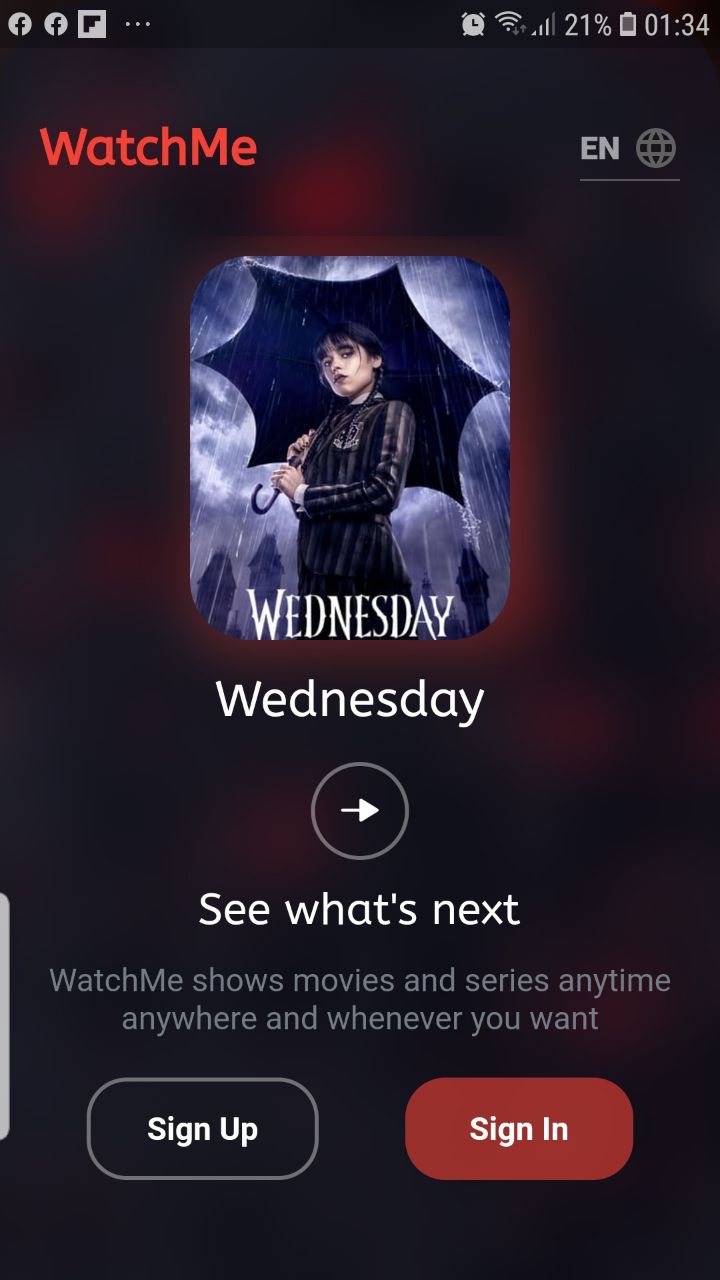 21% 01:34
WatchMe
EN
WEDNESDAY
Wednesday
See what's next
WatchMe shows movies and series anytime
anywhere and whenever you want
Sign Up
Sign In